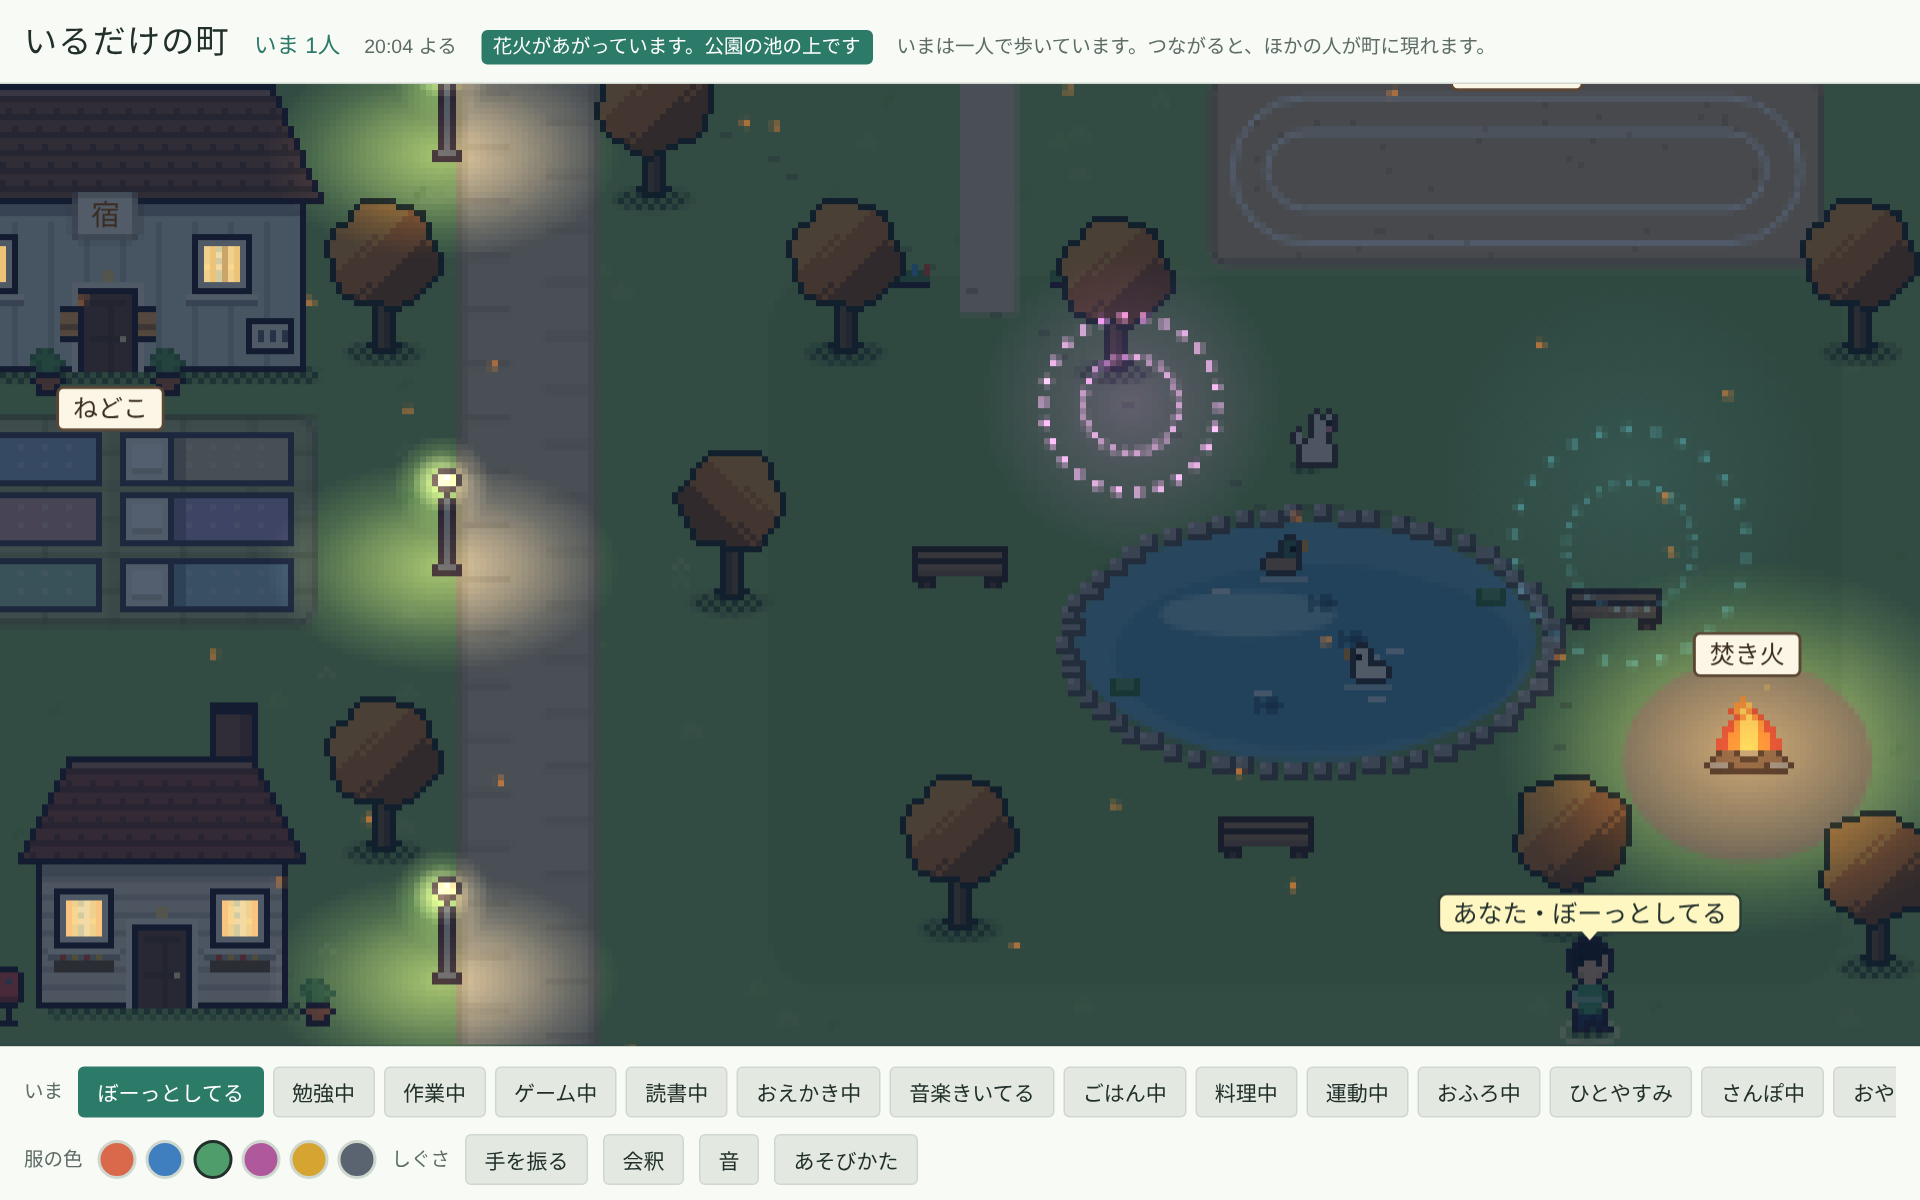 いるだけの町
いま 1人
20:04 よる
花火があがっています。公園の池の上です
いまは一人で歩いています。つながると、ほかの人が町に現れます。
宿
ねどこ
焚き火
あなた・ぼーっとしてる
いま
ぼーっとしてる
勉強中
作業中
ゲーム中
読書中
おえかき中
音楽きいてる
ごはん中
料理中
運動中
おふろ中
ひとやすみ
さんぽ中
おや
服の色
しぐさ
手を振る
会釈
音
あそびかた